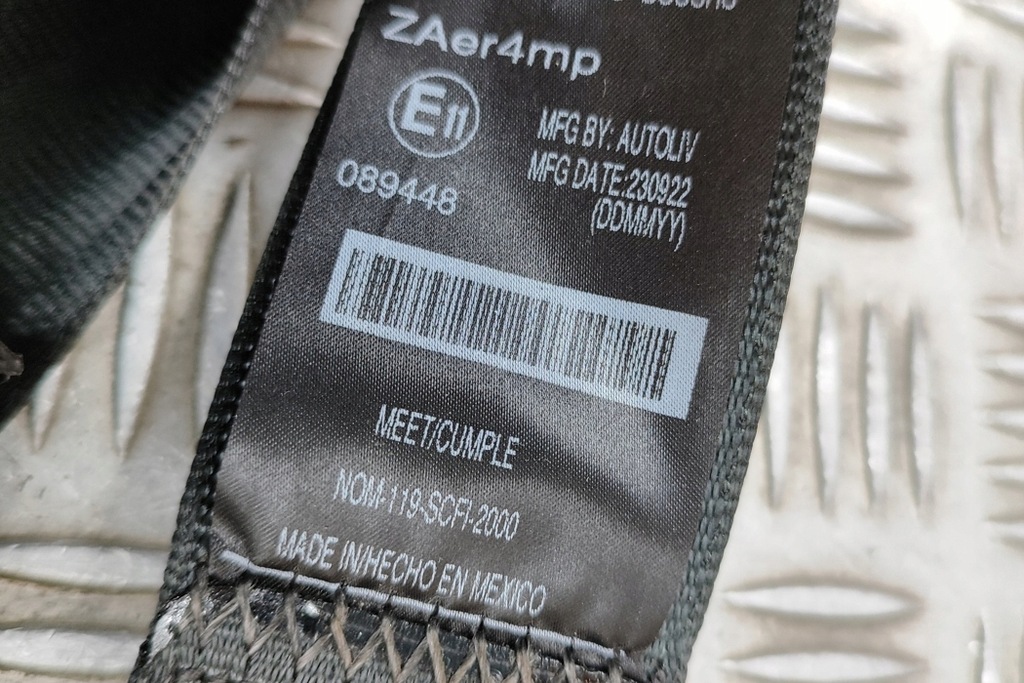 ZAer4mp
E11
MFG BY: AUTOLIV
MFG DATE:230922
(DDMMYY)
089448
MEET/CUMPLE
NOM-119-SCFI-2000
MADE IN/HECHO EN MEXICO